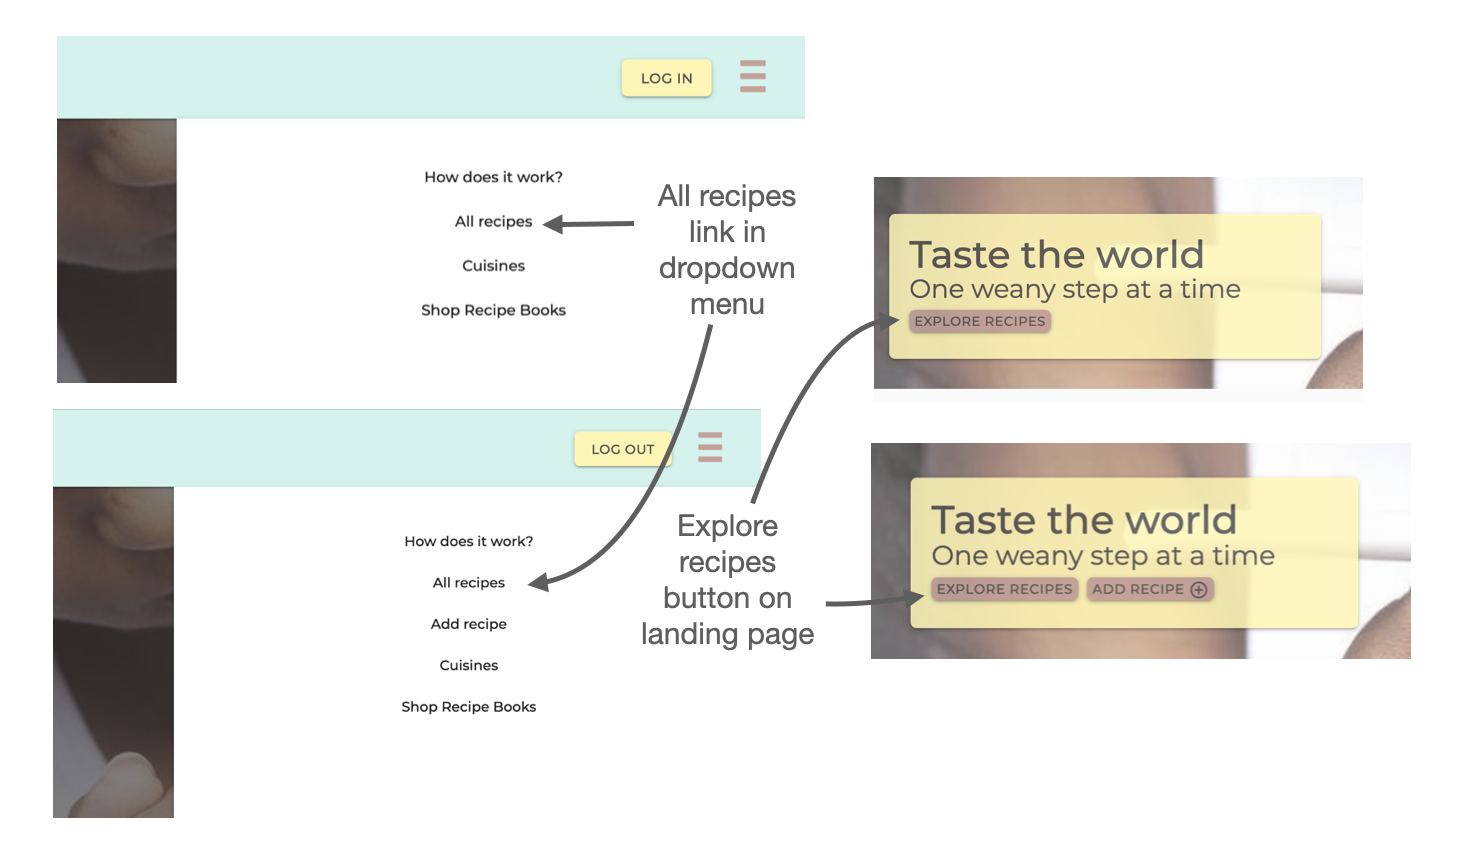 LOG IN
How does it work?
All recipes
Cuisines
Shop Recipe Books
All recipes
link in
dropdown
menu
Taste the world
One weany step at a time
EXPLORE RECIPES
LOG OUT
How does it work?
All recipes
Add recipe
Cuisines
Shop Recipe Books
Explore
recipes
button on
landing page
Taste the world
One weany step at a time
EXPLORE RECIPES ADD RECIPE